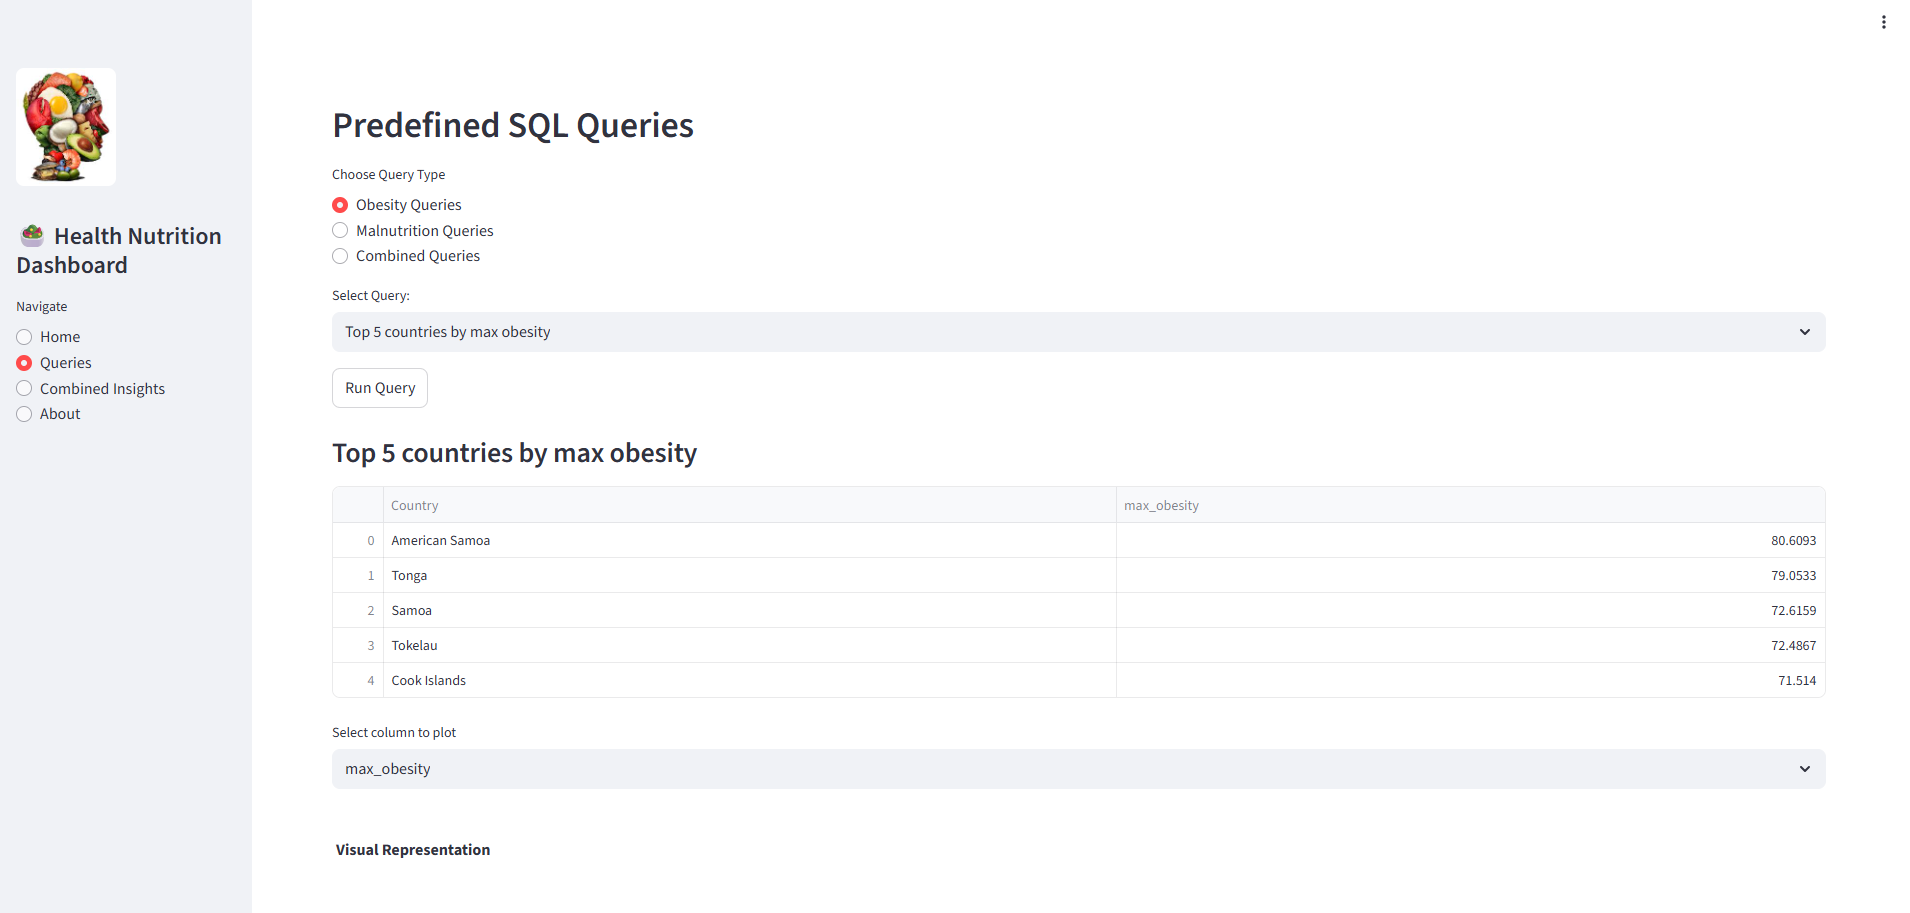 Health Nutrition
Dashboard
Navigate
Home
Queries
Combined Insights
About
Predefined SQL Queries
Choose Query Type
Obesity Queries
Malnutrition Queries
Combined Queries
Select Query:
Top 5 countries by max obesity
Run Query
Top 5 countries by max obesity
Country max_obesity
0 American Samoa 80.6093
1 Tonga 79.0533
2 Samoa 72.6159
3 Tokelau 72.4867
4 Cook Islands 71.514
Select column to plot
max_obesity
Visual Representation